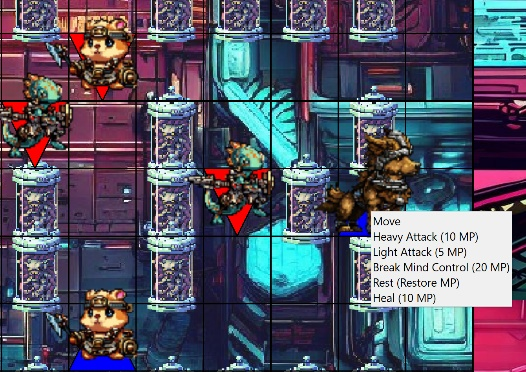 Move
Heavy Attack (10 MP)
Light Attack (5 MP)
Break Mind Control (20 MP)
Rest (Restore MP)
Heal (10 MP)